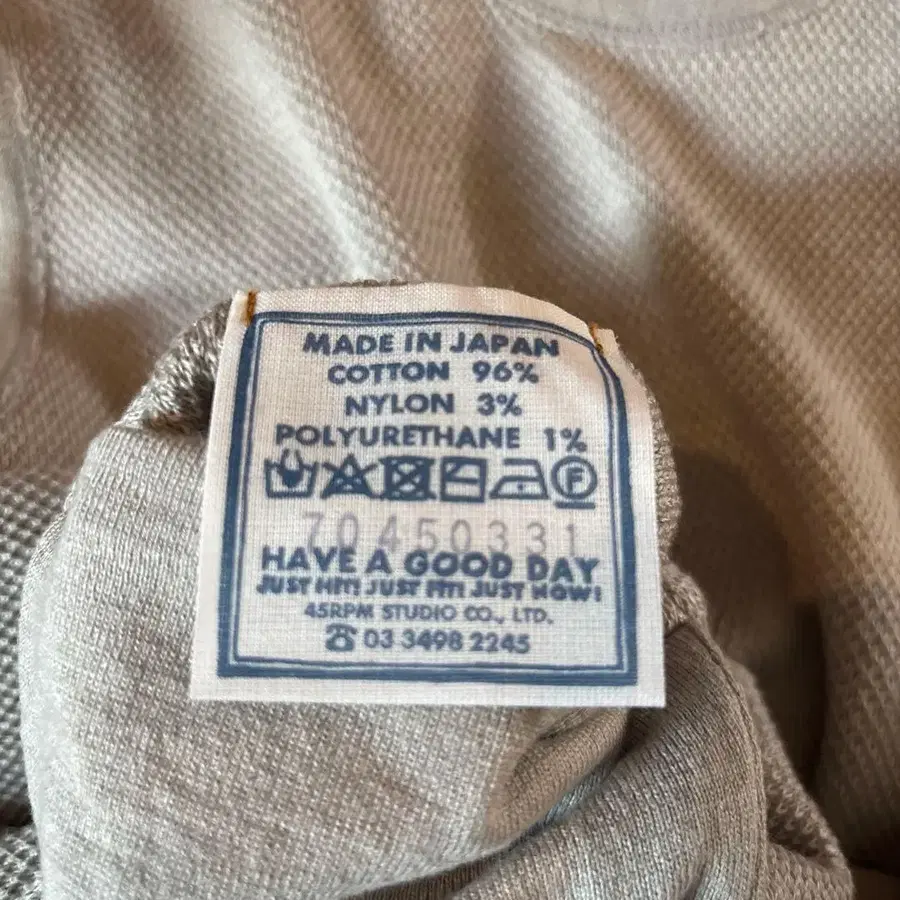 MADE IN JAPAN
COTTON 96%
NYLON 3%
POLYURETHANE 1%
F
70450331
HAVE A GOOD DAY
JUST HIT! JUST FIT! JUST NOW!
45RPM STUDIO CO., LTD.
☎ 03 3498 2245